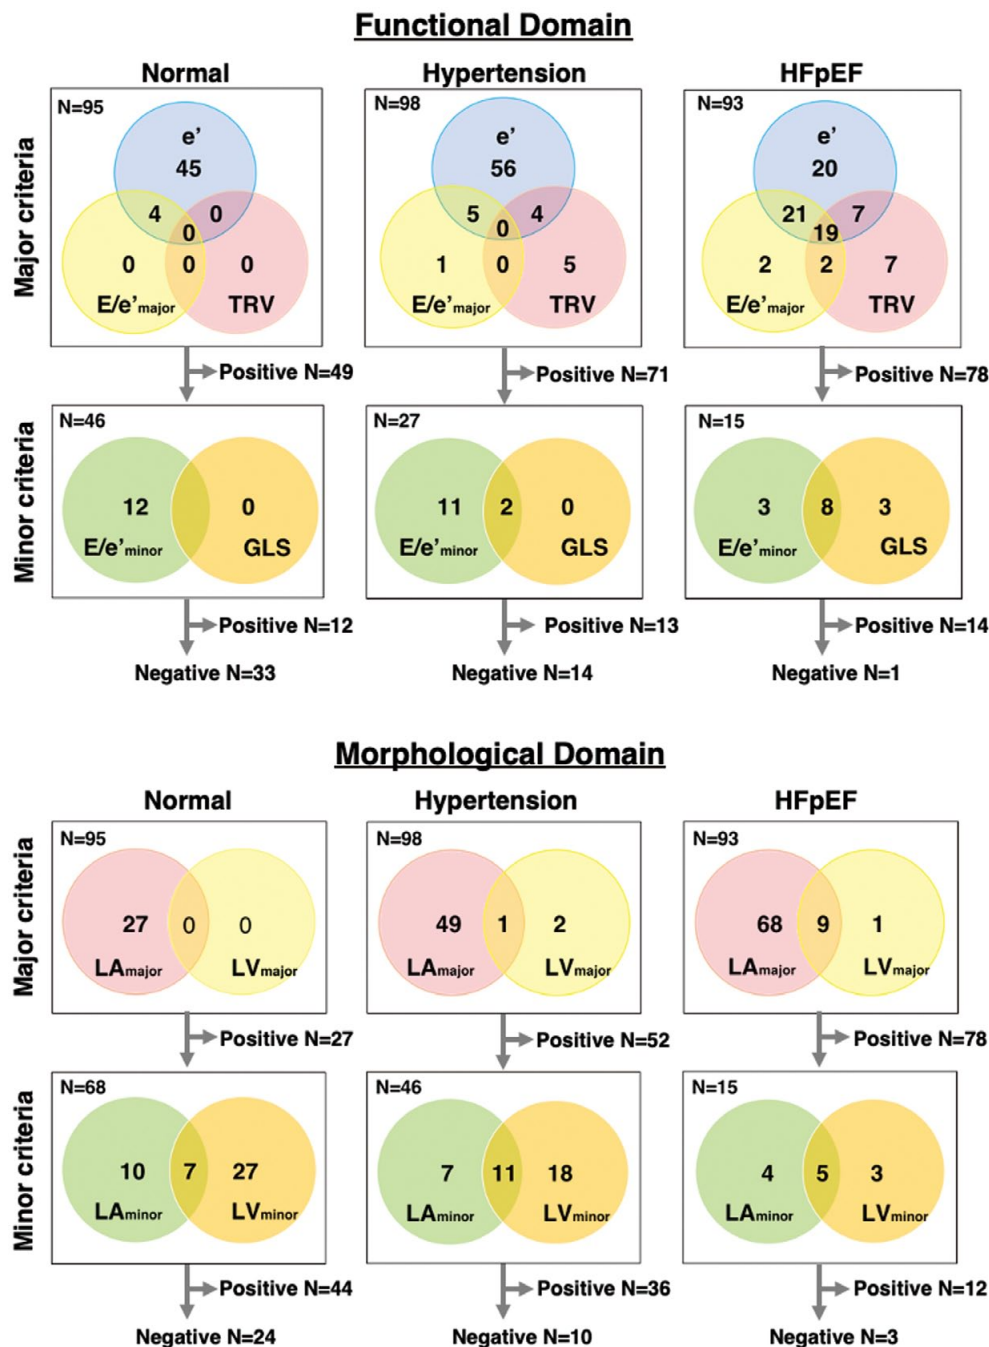 Functional Domain
Normal Hypertension HFpEF
Major criteria
N=95 N=98 N=93
e’ e’ e’
45 56 20
4 0 5 4 21 7
0 0 19
0 0 0 1 0 5 2 2 7
E/e’major TRV E/e’major TRV E/e’major TRV
Positive N=49 Positive N=71 Positive N=78
Minor criteria
N=46 N=27 N=15
12 0 11 2 0 3 8 3
E/e’minor GLS E/e’minor GLS E/e’minor GLS
Positive N=12 Positive N=13 Positive N=14
Negative N=33 Negative N=14 Negative N=1
Morphological Domain
Normal Hypertension HFpEF
Major criteria
N=95 N=98 N=93
27 0 0 49 1 2 68 9 1
LAmajor LVmajor LAmajor LVmajor LAmajor LVmajor
Positive N=27 Positive N=52 Positive N=78
Minor criteria
N=68 N=46 N=15
10 7 27 7 11 18 4 5 3
LAminor LVminor LAminor LVminor LAminor LVminor
Positive N=44 Positive N=36 Positive N=12
Negative N=24 Negative N=10 Negative N=3